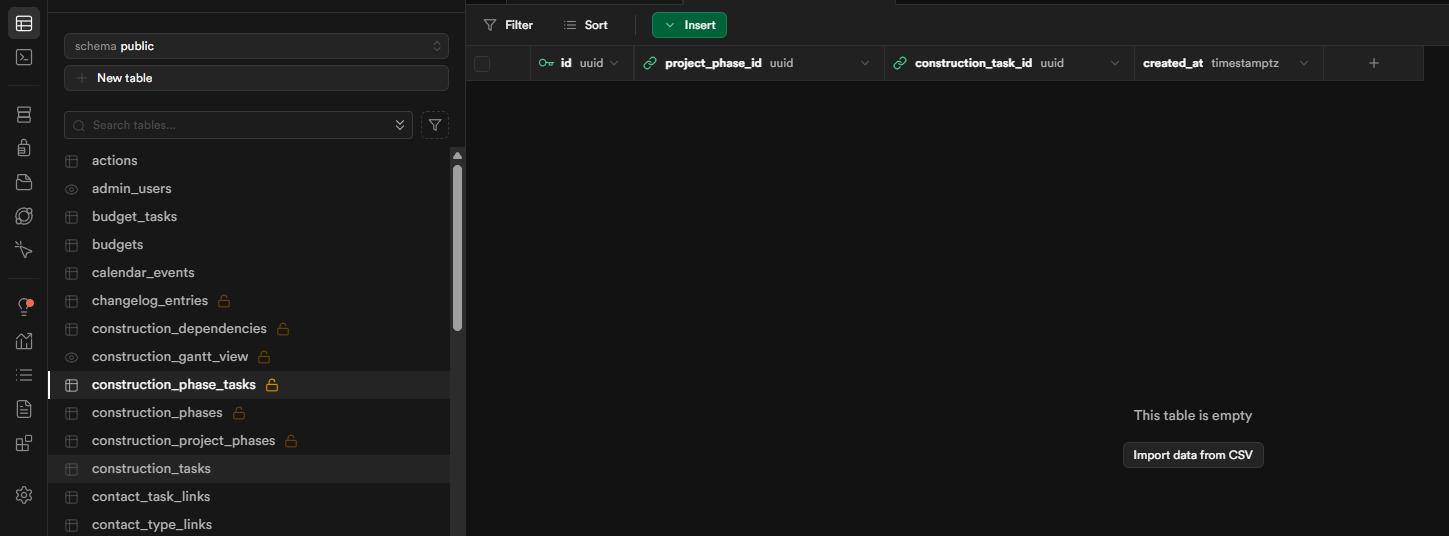 schema public
New table
Search tables...
actions
admin_users
budget_tasks
budgets
calendar_events
changelog_entries
construction_dependencies
construction_gantt_view
construction_phase_tasks
construction_phases
construction_project_phases
construction_tasks
contact_task_links
contact_type_links
Filter Sort Insert
id uuid project_phase_id uuid construction_task_id uuid created_at timestamptz
This table is empty
Import data from CSV